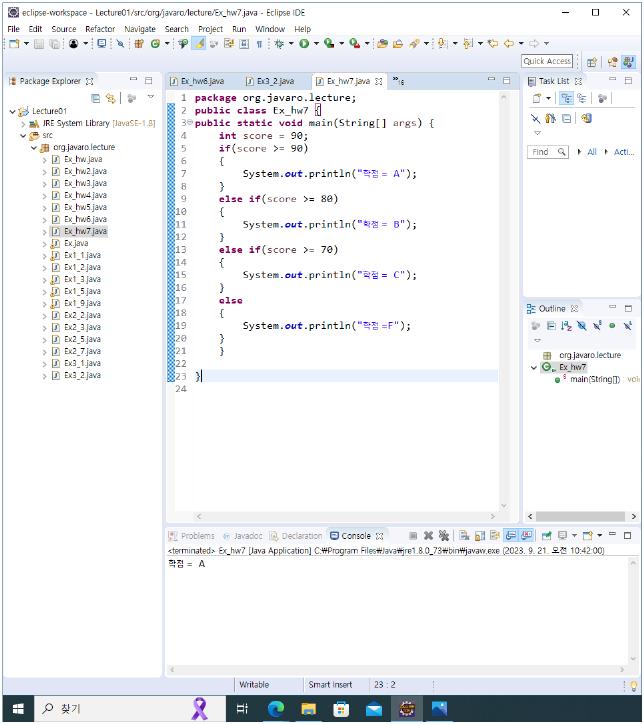 eclipse-workspace - Lecture01/src/org/javaro/lecture/Ex_hw7.java - Eclipse IDE
File Edit Source Refactor Navigate Search Project Run Window Help
Quick Access
Package Explorer
Lecture01
JRE System Library [JavaSE-1.8]
src
org.javaro.lecture
Ex_hw.java
Ex_hw2.java
Ex_hw3.java
Ex_hw4.java
Ex_hw5.java
Ex_hw6.java
Ex_hw7.java
Ex.java
Ex1_1.java
Ex1_2.java
Ex1_3.java
Ex1_5.java
Ex1_9.java
Ex2_2.java
Ex2_3.java
Ex2_5.java
Ex2_7.java
Ex3_1.java
Ex3_2.java
Ex_hw6.java Ex3_2.java Ex_hw7.java
1 package org.javaro.lecture;
2 public class Ex_hw7 {
3 public static void main(String[] args) {
4 int score = 90;
5 if(score >= 90)
6 {
7 System.out.println("학점 = A");
8 }
9 else if(score >= 80)
10 {
11 System.out.println("학점 = B");
12 }
13 else if(score >= 70)
14 {
15 System.out.println("학점 = C");
16 }
17 else
18 {
19 System.out.println("학점 =F");
20 }
21 }
22
23 }
24
Task List
Find All Acti...
Outline
org.javaro.lecture
Ex_hw7
main(String[]) : voi
Problems Javadoc Declaration Console
<terminated> Ex_hw7 [Java Application] C:₩Program Files₩Java₩jre1.8.0_73₩bin₩javaw.exe (2023. 9. 21. 오전 10:42:00)
학점 = A
Writable Smart Insert 23 : 2
찾기